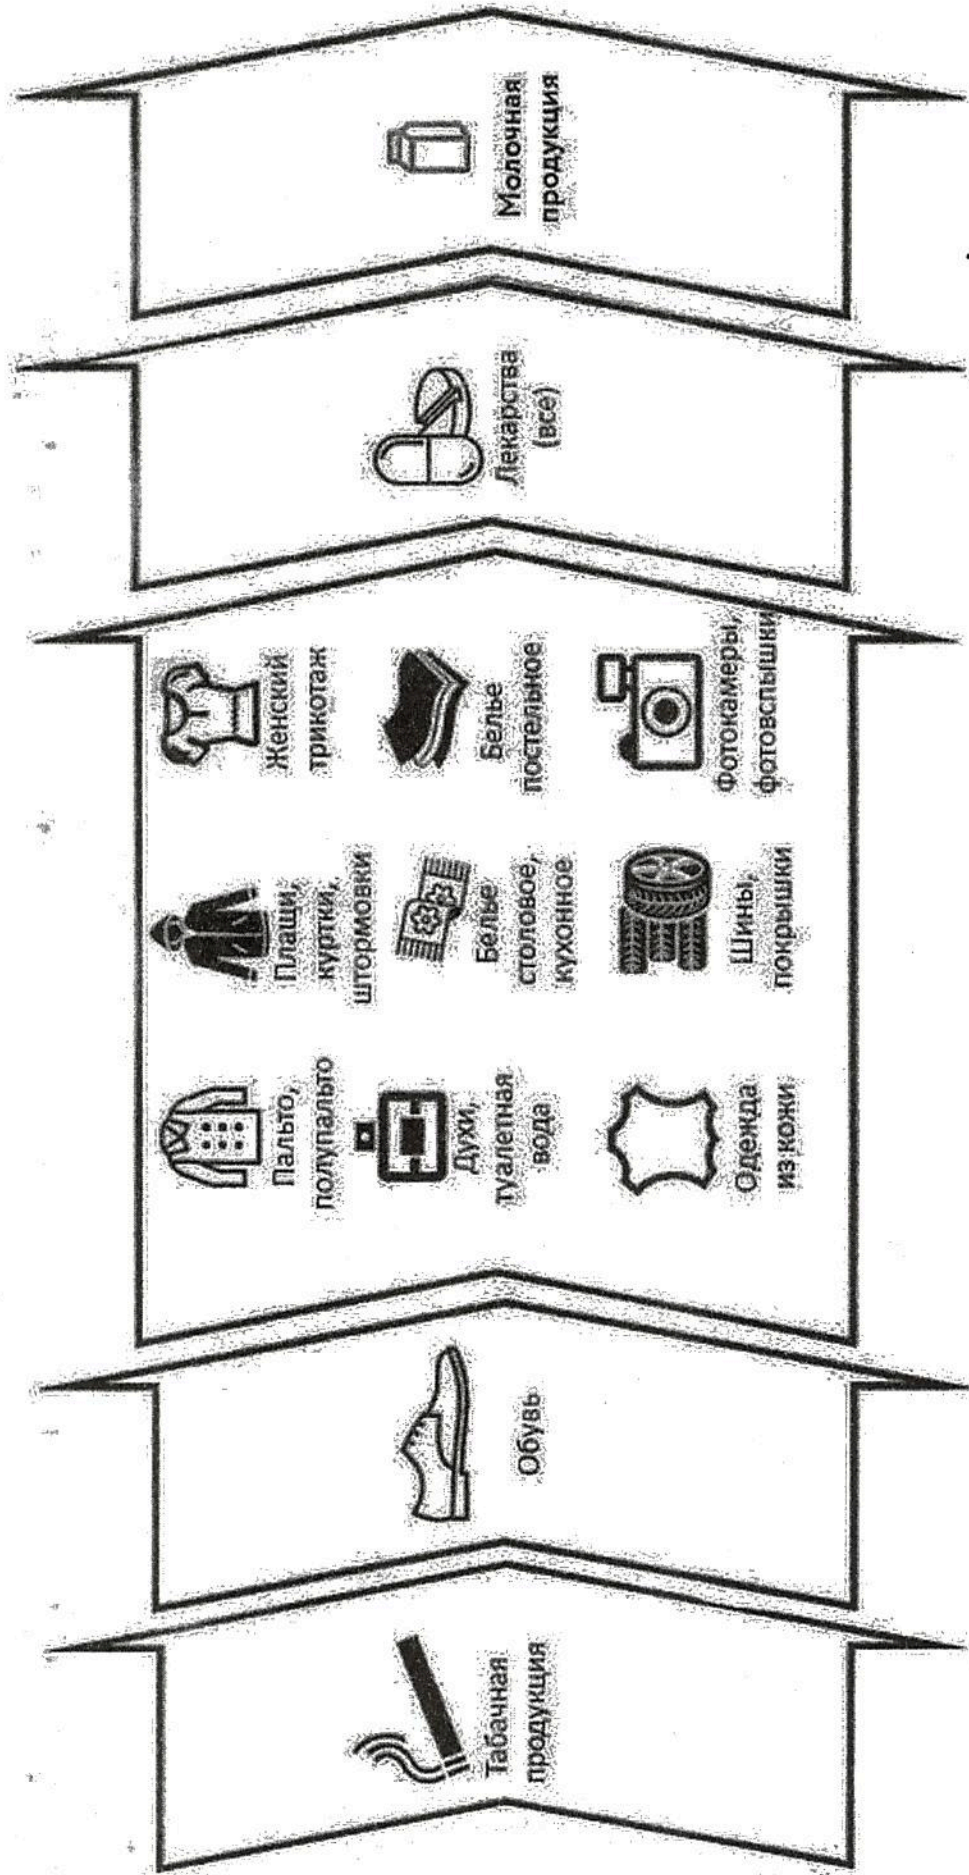 Табачная
продукция
Обувь
Пальто,
полупальто
Плащи,
куртки,
штормовки
Женский
трикотаж
Духи,
туалетная
вода
Белье
столовое,
кухонное
Белье
постельное
Одежда
из кожи
Шины,
покрышки
Фотокамеры,
фотовспышки
Лекарства
(все)
Молочная
продукция